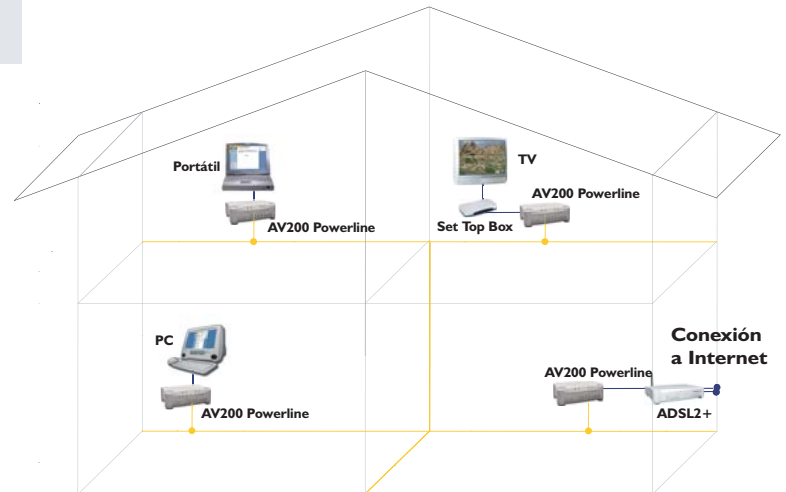 Portátil
TV
AV200 Powerline
AV200 Powerline
Set Top Box
PC
Conexión
a Internet
AV200 Powerline
AV200 Powerline
ADSL2+